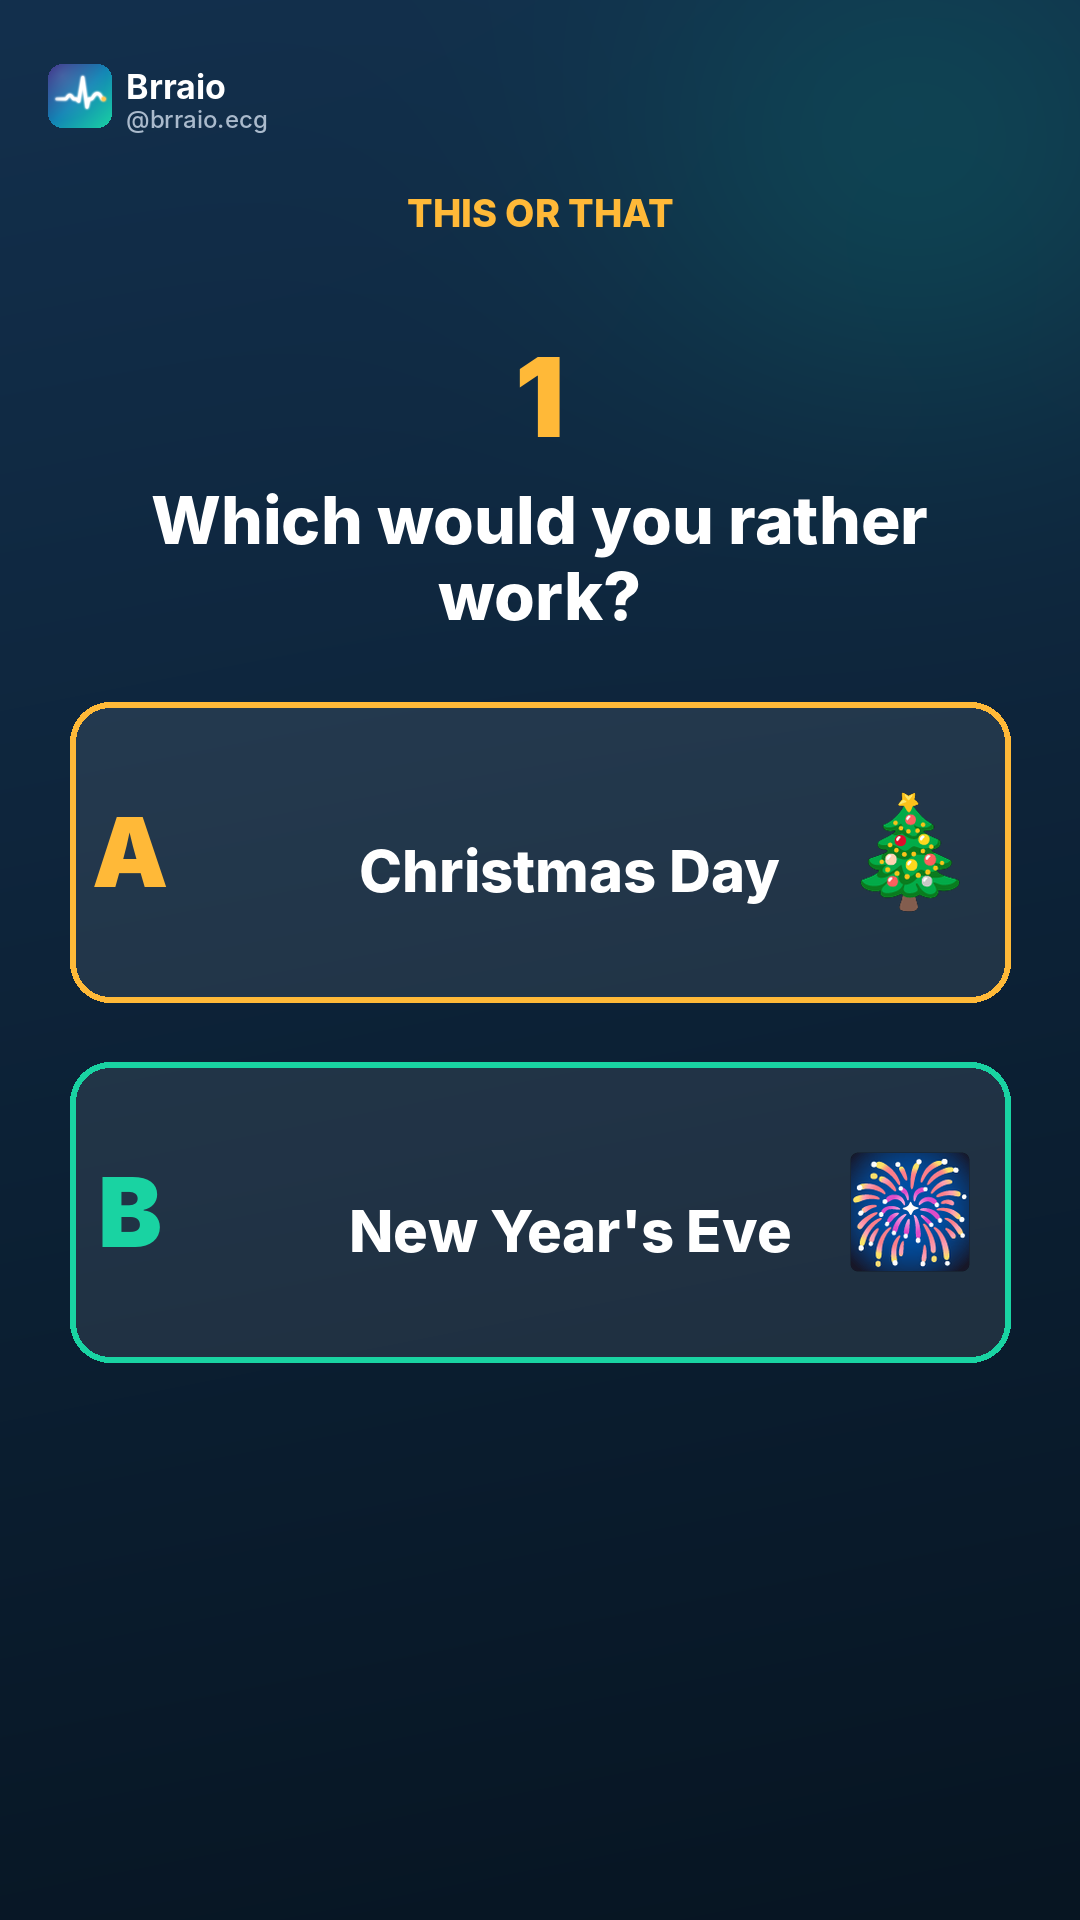 Brraio
@brraio.ecg
THIS OR THAT
1
Which would you rather
work?
A
Christmas Day
B
New Year's Eve